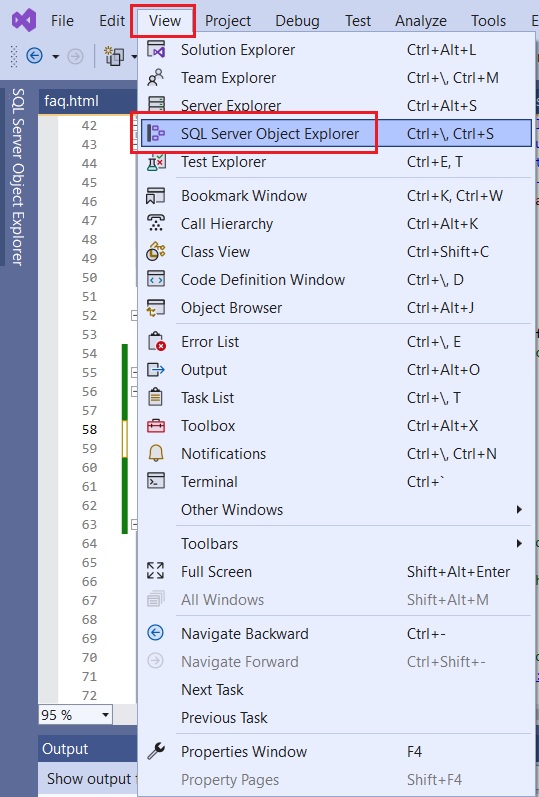 File Edit View Project Debug Test Analyze Tools
SQL Server Object Explorer
faq.html
Solution Explorer Ctrl+Alt+L
Team Explorer Ctrl+\, Ctrl+M
Server Explorer Ctrl+Alt+S
SQL Server Object Explorer Ctrl+\, Ctrl+S
Test Explorer Ctrl+E, T
Bookmark Window Ctrl+K, Ctrl+W
Call Hierarchy Ctrl+Alt+K
Class View Ctrl+Shift+C
Code Definition Window Ctrl+\, D
Object Browser Ctrl+Alt+J
Error List Ctrl+\, E
Output Ctrl+Alt+O
Task List Ctrl+\, T
Toolbox Ctrl+Alt+X
Notifications Ctrl+\, Ctrl+N
Terminal Ctrl+`
Other Windows
Toolbars
Full Screen Shift+Alt+Enter
All Windows Shift+Alt+M
Navigate Backward Ctrl+-
Navigate Forward Ctrl+Shift+-
Next Task
Previous Task
Properties Window F4
Property Pages Shift+F4
42
46
47
48
49
50
51
52
53
54
55
56
57
58
59
60
61
62
63
64
65
66
67
68
69
70
71
72
95 %
Output
Show output